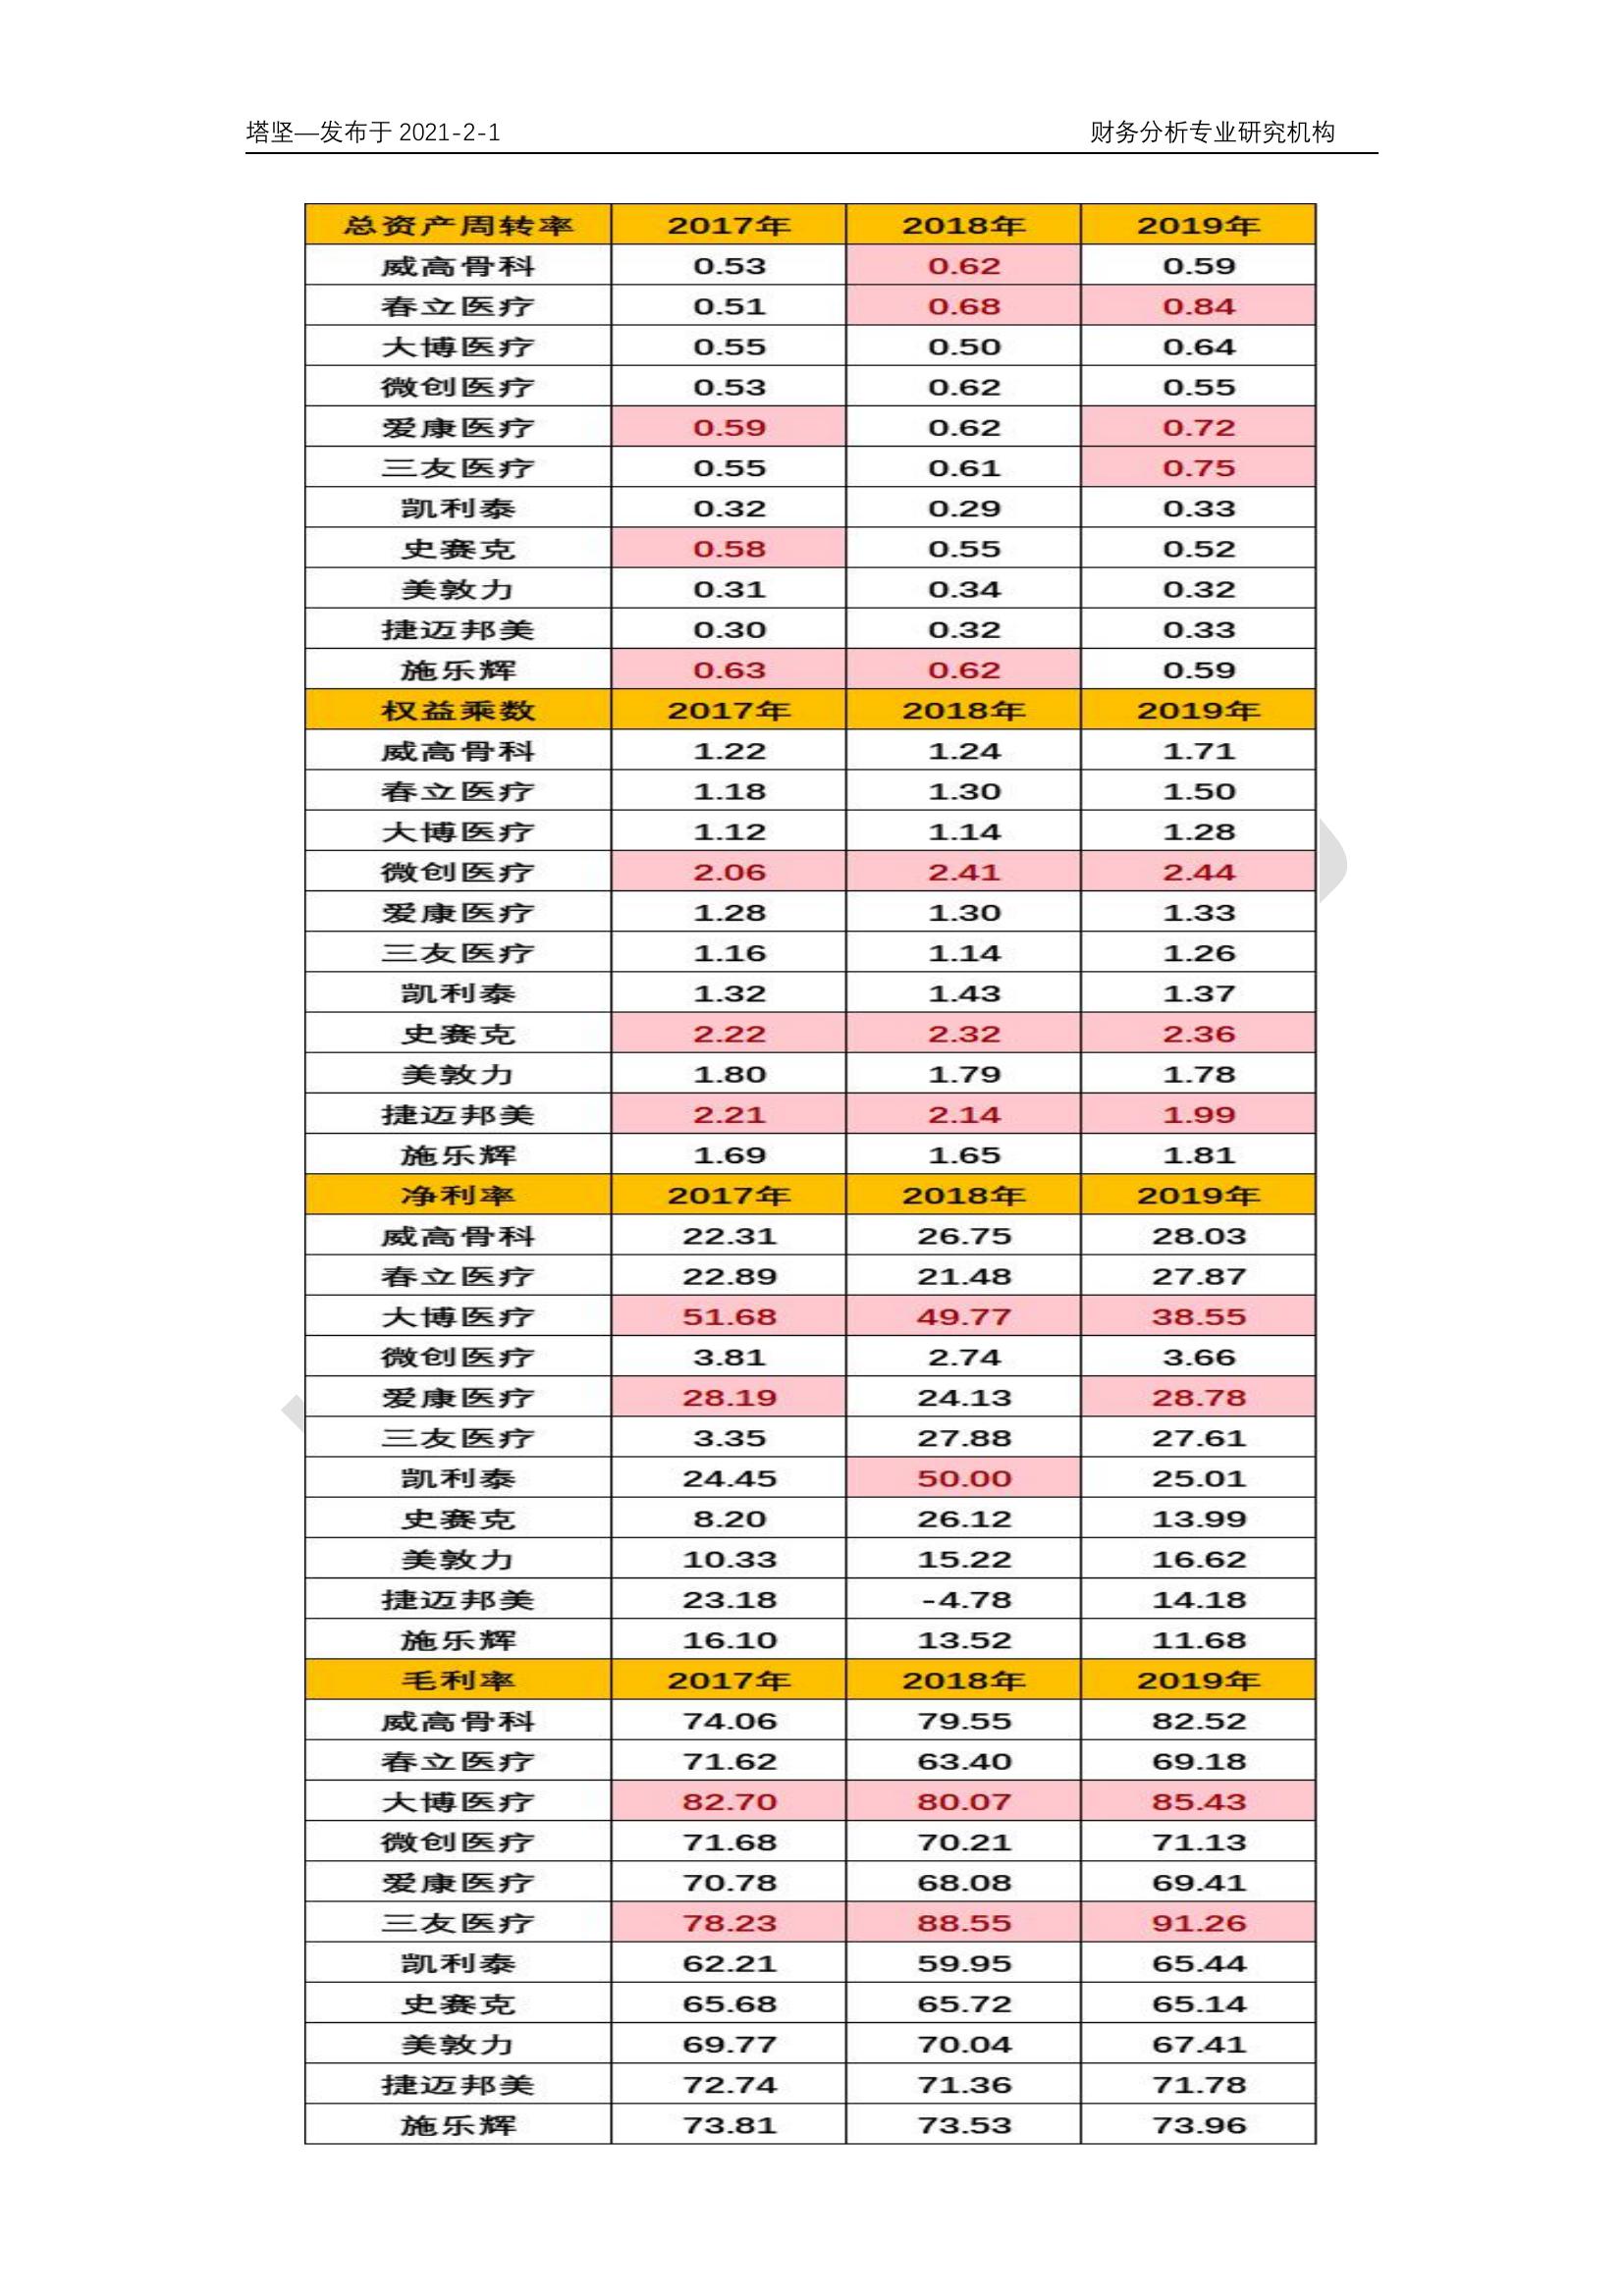 塔坚—发布于 2021-2-1 财务分析专业研究机构
总资产周转率 2017年 2018年 2019年
威高骨科 0.53 0.62 0.59
春立医疗 0.51 0.68 0.84
大博医疗 0.55 0.50 0.64
微创医疗 0.53 0.62 0.55
爱康医疗 0.59 0.62 0.72
三友医疗 0.55 0.61 0.75
凯利泰 0.32 0.29 0.33
史赛克 0.58 0.55 0.52
美敦力 0.31 0.34 0.32
捷迈邦美 0.30 0.32 0.33
施乐辉 0.63 0.62 0.59
权益乘数 2017年 2018年 2019年
威高骨科 1.22 1.24 1.71
春立医疗 1.18 1.30 1.50
大博医疗 1.12 1.14 1.28
微创医疗 2.06 2.41 2.44
爱康医疗 1.28 1.30 1.33
三友医疗 1.16 1.14 1.26
凯利泰 1.32 1.43 1.37
史赛克 2.22 2.32 2.36
美敦力 1.80 1.79 1.78
捷迈邦美 2.21 2.14 1.99
施乐辉 1.69 1.65 1.81
净利率 2017年 2018年 2019年
威高骨科 22.31 26.75 28.03
春立医疗 22.89 21.48 27.87
大博医疗 51.68 49.77 38.55
微创医疗 3.81 2.74 3.66
爱康医疗 28.19 24.13 28.78
三友医疗 3.35 27.88 27.61
凯利泰 24.45 50.00 25.01
史赛克 8.20 26.12 13.99
美敦力 10.33 15.22 16.62
捷迈邦美 23.18 -4.78 14.18
施乐辉 16.10 13.52 11.68
毛利率 2017年 2018年 2019年
威高骨科 74.06 79.55 82.52
春立医疗 71.62 63.40 69.18
大博医疗 82.70 80.07 85.43
微创医疗 71.68 70.21 71.13
爱康医疗 70.78 68.08 69.41
三友医疗 78.23 88.55 91.26
凯利泰 62.21 59.95 65.44
史赛克 65.68 65.72 65.14
美敦力 69.77 70.04 67.41
捷迈邦美 72.74 71.36 71.78
施乐辉 73.81 73.53 73.96